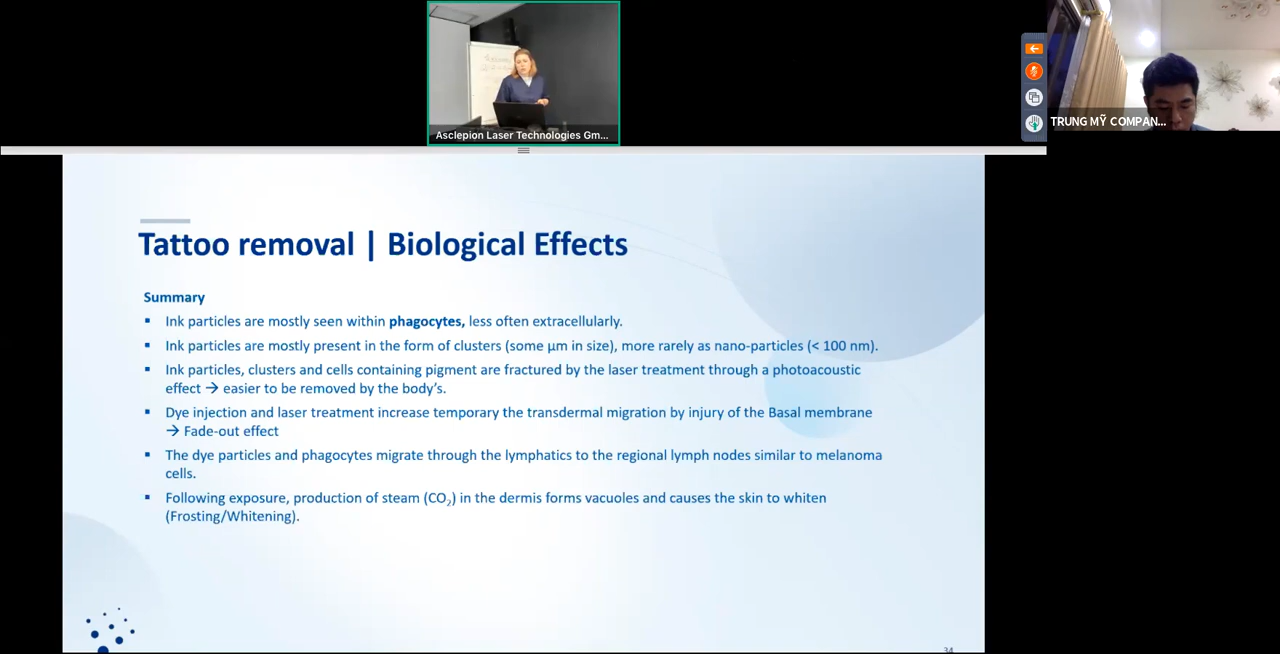 Asclepion Laser Technologies Gm...
TRUNG MỸ COMPAN...
Tattoo removal | Biological Effects
Summary
▪ Ink particles are mostly seen within phagocytes, less often extracellularly.
▪ Ink particles are mostly present in the form of clusters (some µm in size), more rarely as nano-particles (< 100 nm).
▪ Ink particles, clusters and cells containing pigment are fractured by the laser treatment through a photoacoustic
effect → easier to be removed by the body's.
▪ Dye injection and laser treatment increase temporary the transdermal migration by injury of the Basal membrane
→ Fade-out effect
▪ The dye particles and phagocytes migrate through the lymphatics to the regional lymph nodes similar to melanoma
cells.
▪ Following exposure, production of steam (CO₂) in the dermis forms vacuoles and causes the skin to whiten
(Frosting/Whitening).
34